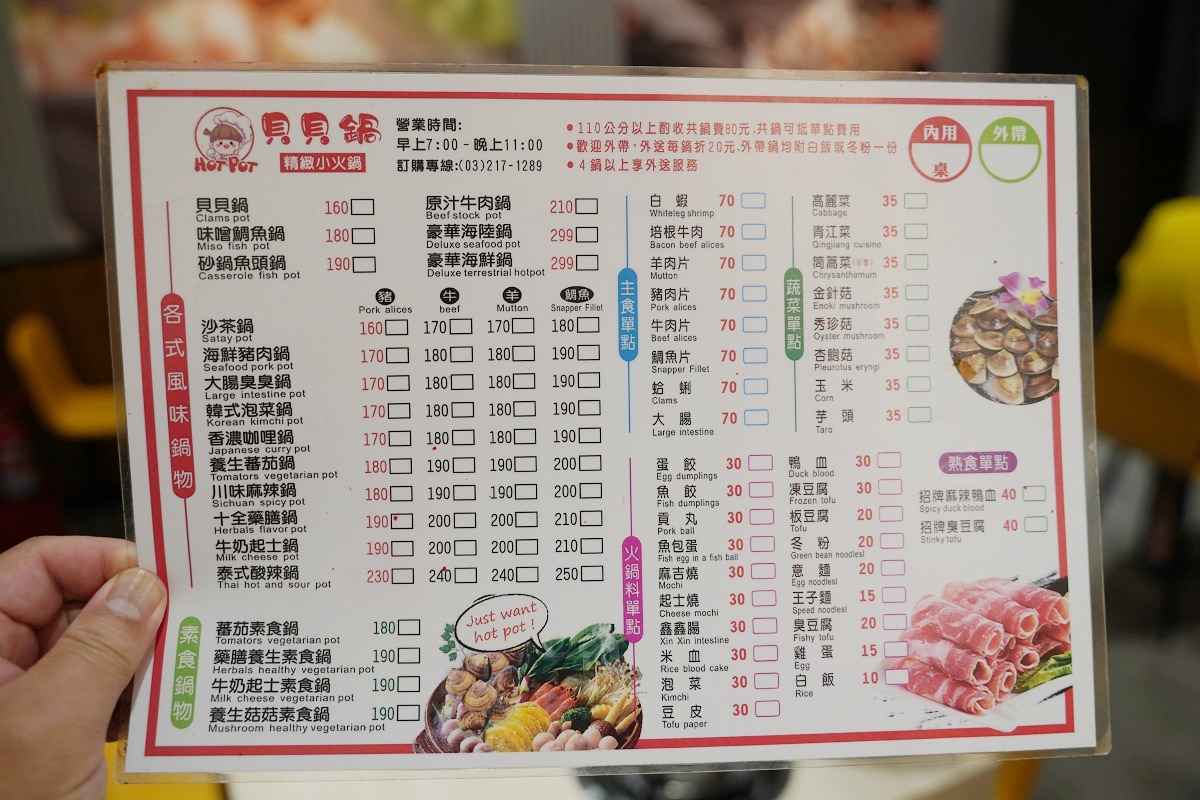 貝貝鍋
HOT POT
精緻小火鍋
營業時間:
早上7:00-晚上11:00
訂購專線:(03)217-1289
•110公分以上酌收共鍋費80元,共鍋可抵單點費用
•歡迎外帶,外送每鍋折20元,外帶鍋均附白飯或冬粉一份
•4鍋以上享外送服務
內用
桌
外帶
各式風味鍋物
貝貝鍋 160
Clams pot
味噌鯛魚鍋 180
Miso fish pot
砂鍋魚頭鍋 190
Casserole fish pot
原汁牛肉鍋 210
Beef stock pot
豪華海陸鍋 299
Deluxe seafood pot
豪華海鮮鍋 299
Deluxe terrestrial hotpot
豬 牛 羊 鯛魚
Pork alices beef Mutton Snapper Fillet
沙茶鍋 160 170 170 180
Satay pot
海鮮豬肉鍋 170 180 180 190
Seafood pork pot
大腸臭臭鍋 170 180 180 190
Large intestine pot
韓式泡菜鍋 170 180 180 190
Korean kimchi pot
香濃咖哩鍋 170 180 180 190
Japanese curry pot
養生蕃茄鍋 180 190 190 200
Tomators vegetarian pot
川味麻辣鍋 180 190 190 200
Sichuan spicy pot
十全藥膳鍋 190 200 200 210
Herbals flavor pot
牛奶起士鍋 190 200 200 210
Milk cheese pot
泰式酸辣鍋 230 240 240 250
Thai hot and sour pot
素食鍋物
蕃茄素食鍋 180
Tomators vegetarian pot
藥膳養生素食鍋 190
Herbals healthy vegetarian pot
牛奶起士素食鍋 190
Milk cheese vegetarian pot
養生菇菇素食鍋 190
Mushroom healthy vegetarian pot
Just want
hot pot !
主食單點
白蝦 70
Whiteleg shrimp
培根牛肉 70
Bacon beef alices
羊肉片 70
Mutton
豬肉片 70
Pork alices
牛肉片 70
Beef alices
鯛魚片 70
Snapper Fillet
蛤蜊 70
Clams
大腸 70
Large intestine
蔬菜單點
高麗菜 35
Cabbage
青江菜 35
Qingjiang cuisine
筒蒿菜(冬季) 35
Chrysanthemum
金針菇 35
Enoki mushroom
秀珍菇 35
Oyster mushroom
杏鮑菇 35
Pleurotus eryngi
玉米 35
Corn
芋頭 35
Taro
火鍋料單點
蛋餃 30
Egg dumplings
魚餃 30
Fish dumplings
貢丸 30
Pork ball
魚包蛋 30
Fish egg in a fish ball
麻吉燒 30
Mochi
起士燒 30
Cheese mochi
鑫鑫腸 30
Xin Xin intestine
米血 30
Rice blood cake
泡菜 30
Kimchi
豆皮 30
Tofu paper
鴨血 30
Duck blood
凍豆腐 30
Frozen tofu
板豆腐 20
Tofu
冬粉 20
Green bean noodlesl
意麵 20
Egg noodlesl
王子麵 15
Speed noodlesl
臭豆腐 20
Fishy tofu
雞蛋 15
Egg
白飯 10
Rice
熟食單點
招牌麻辣鴨血 40
Spicy duck blood
招牌臭豆腐 40
Stinky tofu